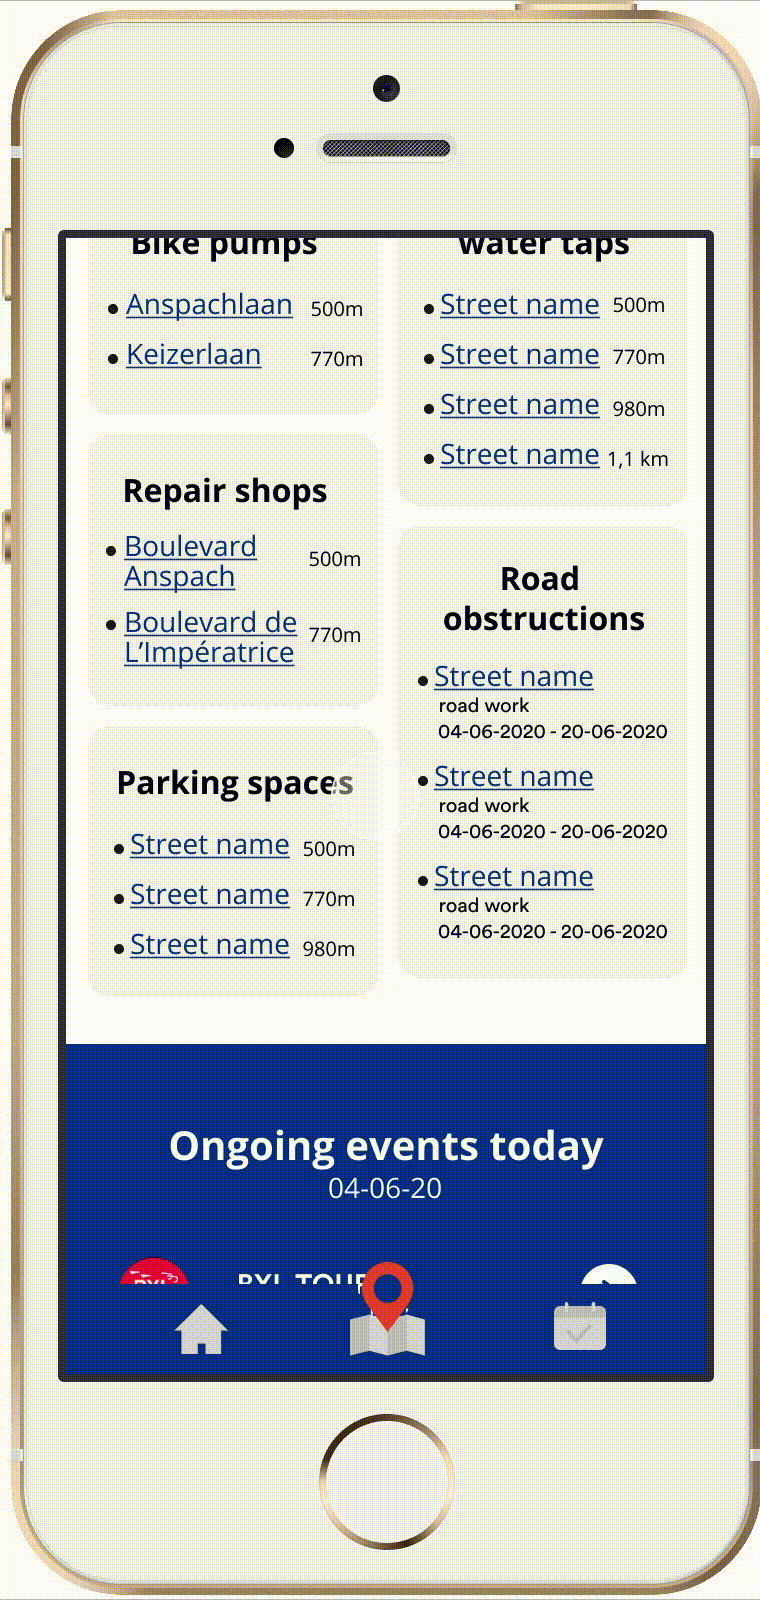 Bike pumps
Anspachlaan 500m
Keizerlaan 770m
Repair shops
Boulevard
Anspach 500m
Boulevard de
L'Impératrice 770m
Parking spaces
Street name 500m
Street name 770m
Street name 980m
water taps
Street name 500m
Street name 770m
Street name 980m
Street name 1,1 km
Road
obstructions
Street name
road work
04-06-2020 - 20-06-2020
Street name
road work
04-06-2020 - 20-06-2020
Street name
road work
04-06-2020 - 20-06-2020
Ongoing events today
04-06-20
BXL TOUR